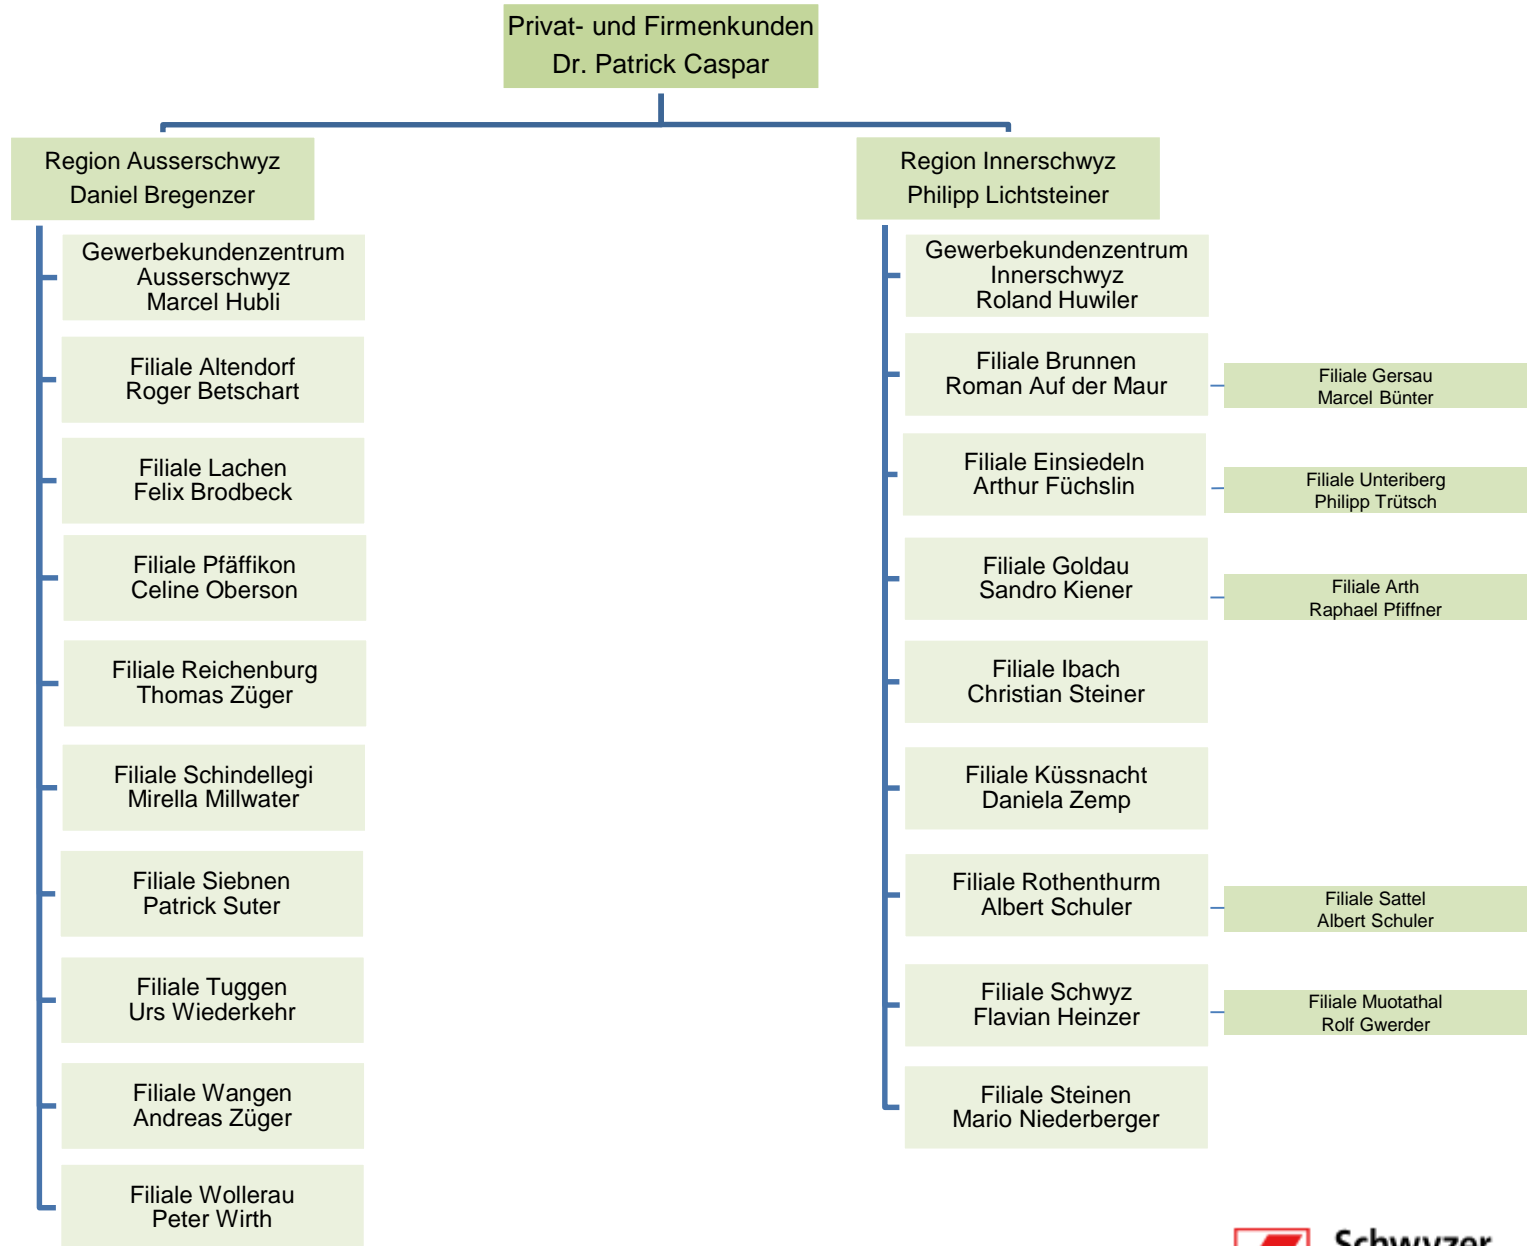 Privat- und Firmenkunden
Dr. Patrick Caspar
Region Ausserschwyz
Daniel Bregenzer
Gewerbekundenzentrum
Ausserschwyz
Marcel Hubli
Filiale Altendorf
Roger Betschart
Filiale Lachen
Felix Brodbeck
Filiale Pfäffikon
Celine Oberson
Filiale Reichenburg
Thomas Züger
Filiale Schindellegi
Mirella Millwater
Filiale Siebnen
Patrick Suter
Filiale Tuggen
Urs Wiederkehr
Filiale Wangen
Andreas Züger
Filiale Wollerau
Peter Wirth
Region Innerschwyz
Philipp Lichtsteiner
Gewerbekundenzentrum
Innerschwyz
Roland Huwiler
Filiale Brunnen
Roman Auf der Maur
Filiale Gersau
Marcel Bünter
Filiale Einsiedeln
Arthur Füchslin
Filiale Unteriberg
Philipp Trütsch
Filiale Goldau
Sandro Kiener
Filiale Arth
Raphael Pfiffner
Filiale Ibach
Christian Steiner
Filiale Küssnacht
Daniela Zemp
Filiale Rothenthurm
Albert Schuler
Filiale Sattel
Albert Schuler
Filiale Schwyz
Flavian Heinzer
Filiale Muotathal
Rolf Gwerder
Filiale Steinen
Mario Niederberger
Schwyzer